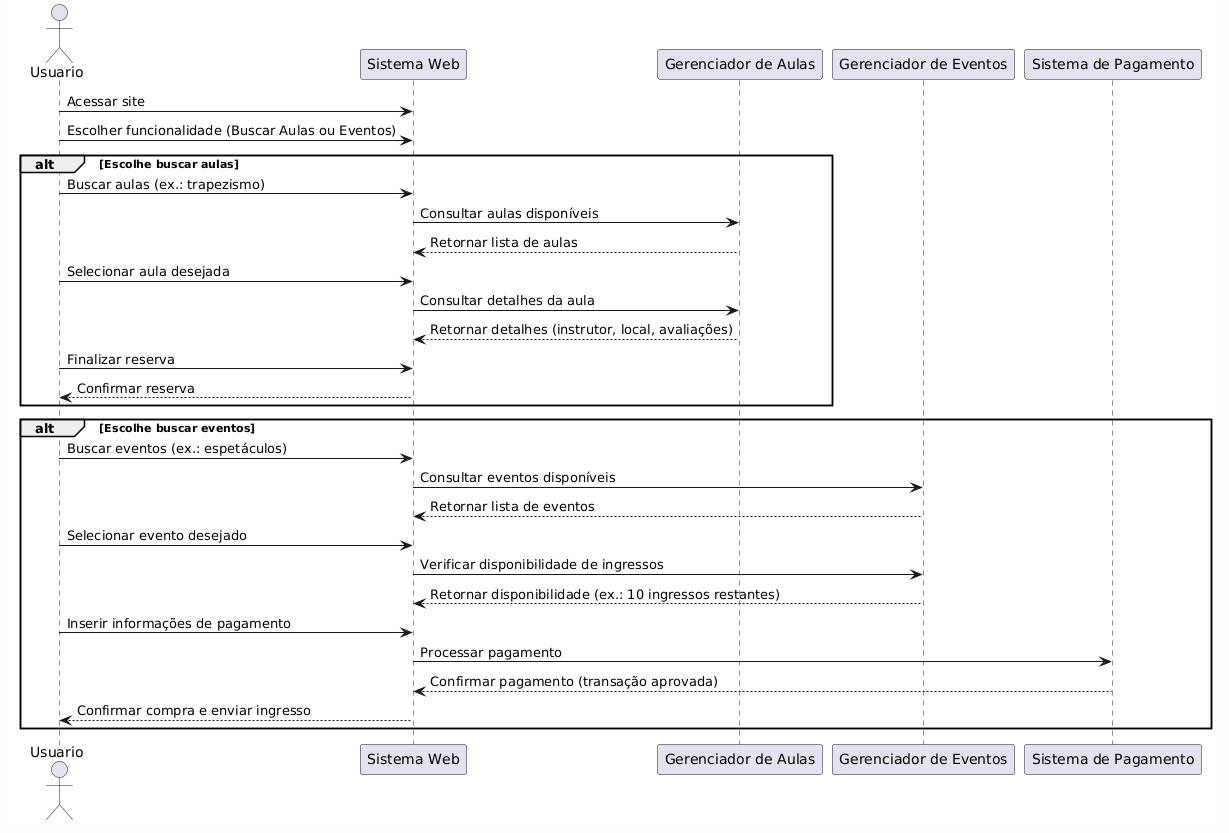 Usuario
Sistema Web
Gerenciador de Aulas
Gerenciador de Eventos
Sistema de Pagamento
Acessar site
Escolher funcionalidade (Buscar Aulas ou Eventos)
alt [Escolhe buscar aulas]
Buscar aulas (ex.: trapezismo)
Consultar aulas disponíveis
Retornar lista de aulas
Selecionar aula desejada
Consultar detalhes da aula
Retornar detalhes (instrutor, local, avaliações)
Finalizar reserva
Confirmar reserva
alt [Escolhe buscar eventos]
Buscar eventos (ex.: espetáculos)
Consultar eventos disponíveis
Retornar lista de eventos
Selecionar evento desejado
Verificar disponibilidade de ingressos
Retornar disponibilidade (ex.: 10 ingressos restantes)
Inserir informações de pagamento
Processar pagamento
Confirmar pagamento (transação aprovada)
Confirmar compra e enviar ingresso
Usuario
Sistema Web
Gerenciador de Aulas
Gerenciador de Eventos
Sistema de Pagamento